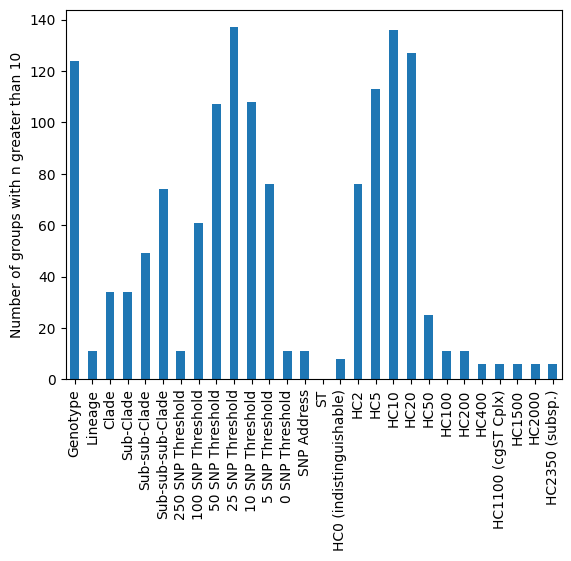 Number of groups with n greater than 10
140
120
100
80
60
40
20
0
Genotype
Lineage
Clade
Sub-Clade
Sub-sub-Clade
Sub-sub-sub-Clade
250 SNP Threshold
100 SNP Threshold
50 SNP Threshold
25 SNP Threshold
10 SNP Threshold
5 SNP Threshold
0 SNP Threshold
SNP Address
ST
HC0 (indistinguishable)
HC2
HC5
HC10
HC20
HC50
HC100
HC200
HC400
HC1100 (cgST Cplx)
HC1500
HC2000
HC2350 (subsp.)